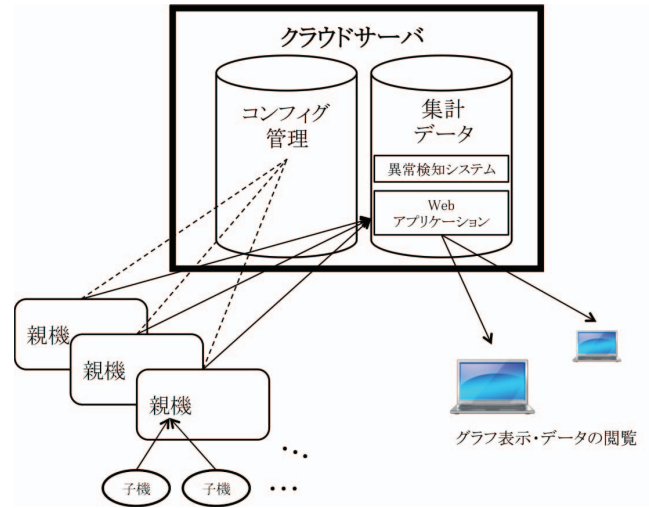 クラウドサーバ
コンフィグ
管理
集計
データ
異常検知システム
Web
アプリケーション
親機
親機
親機
子機
子機
…
…
グラフ表示・データの閲覧